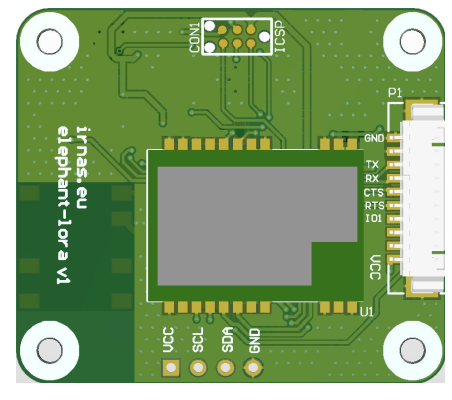 CON1
ICSP
P1
GND
TX
RX
CTS
RTS
IO1
VCC
irnas.eu
elephant-lora v1
U1
VCC
SCL
SDA
GND